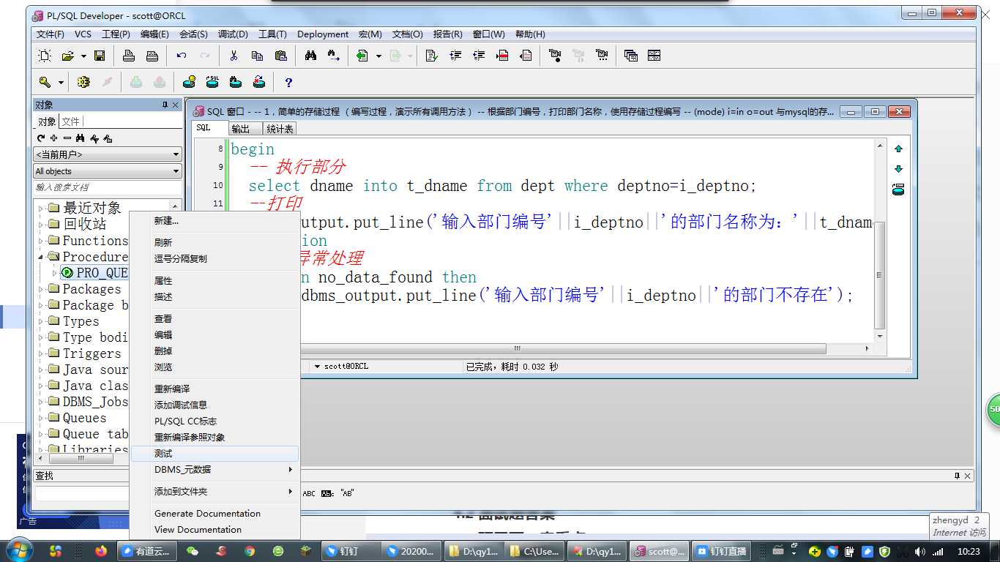 PL/SQL Developer - scott@ORCL
文件(F) VCS 工程(P) 编辑(E) 会话(S) 调试(D) 工具(T) Deployment 宏(M) 文档(O) 报告(R) 窗口(W) 帮助(H)
对象
对象 文件
<当前用户>
All objects
输入搜索文档
最近对象
回收站
Functions
Procedure
PRO_QUE
Packages
Package b
Types
Type bodi
Triggers
Java sour
Java clas
DBMS_Jobs
Queues
Queue tab
Libraries
查找
新建...
刷新
逗号分隔复制
属性
描述
查看
编辑
删掉
浏览
重新编译
添加调试信息
PL/SQL CC标志
重新编译参照对象
测试
DBMS_元数据
添加到文件夹
Generate Documentation
View Documentation
SQL 窗口 - -- 1，简单的存储过程 （编写过程，演示所有调用方法） -- 根据部门编号，打印部门名称，使用存储过程编写 -- (mode) i=in o=out 与mysql的存...
SQL 输出 统计表
8 begin
9 -- 执行部分
10 select dname into t_dname from dept where deptno=i_deptno;
11 --打印
output.put_line('输入部门编号'||i_deptno||'的部门名称为：'||t_dname
ion
异常处理
n no_data_found then
dbms_output.put_line('输入部门编号'||i_deptno||'的部门不存在');
scott@ORCL 已完成，耗时 0.032 秒
ABC "AB"
广告
50
zhengyd 2
Internet 访问
有道云... 钉钉 20200... D:\qy1... C:\Use... D:\qy1... scott@... 钉钉直播 10:23